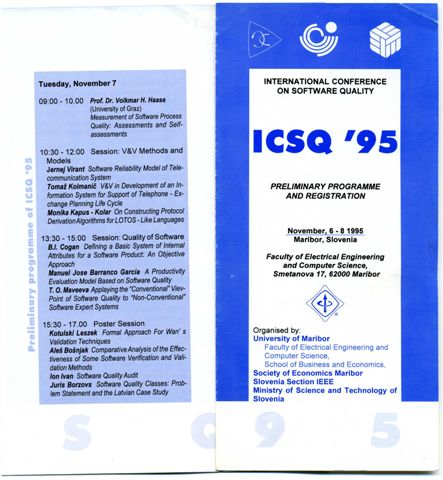 Preliminary programme of ICSQ '95
Tuesday, November 7
09:00 - 10.00 Prof. Dr. Volkmar H. Haase
(University of Graz)
Measurement of Software Process
Quality: Assessments and Self-
assessments
10:30 - 12:00 Session: V&V Methods and
Models
Jernej Virant Software Reliability Model of Tele-
communication System
Tomaž Kolmanič V&V in Development of an In-
formation System for Support of Telephone - Ex-
change Planning Life Cycle
Monika Kapus - Kolar On Constructing Protocol
Derivation Algorithms for LOTOS - Like Languages
13:30 - 15:00 Session: Quality of Software
B.I. Cogan Defining a Basic System of Internal
Attributes for a Software Product: An Objective
Approach
Manuel Jose Barranco Garcia A Productivity
Evaluation Model Based on Software Quality
T. O. Maveeva Applaying the "Conventional" Viev-
Point of Software Quality to "Non-Conventional"
Software Expert Systems
15:30 - 17.00 Poster Session
Kotulski Leszek Formal Approach For Wan's
Validation Techniques
Aleš Bošnjak Comparative Analysis of the Effec-
tiveness of Some Software Verification and Vali-
dation Methods
Ion Ivan Software Quality Audit
Juris Borzovs Software Quality Classes: Prob-
lem Statement and the Latvian Case Study
S Q 9 5
INTERNATIONAL CONFERENCE
ON SOFTWARE QUALITY
ICSQ '95
PRELIMINARY PROGRAMME
AND REGISTRATION
November, 6 - 8 1995
Maribor, Slovenia
Faculty of Electrical Engineering
and Computer Science,
Smetanova 17, 62000 Maribor
Organised by:
University of Maribor
Faculty of Electrical Engineering and
Computer Science,
School of Business and Economics,
Society of Economics Maribor
Slovenia Section IEEE
Ministry of Science and Technology of
Slovenia